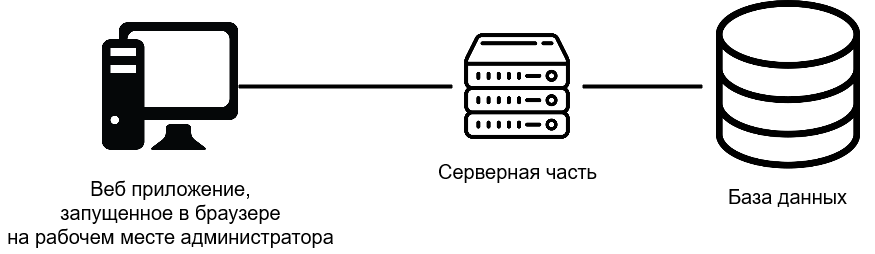 Веб приложение,
запущенное в браузере
на рабочем месте администратора
Серверная часть
База данных